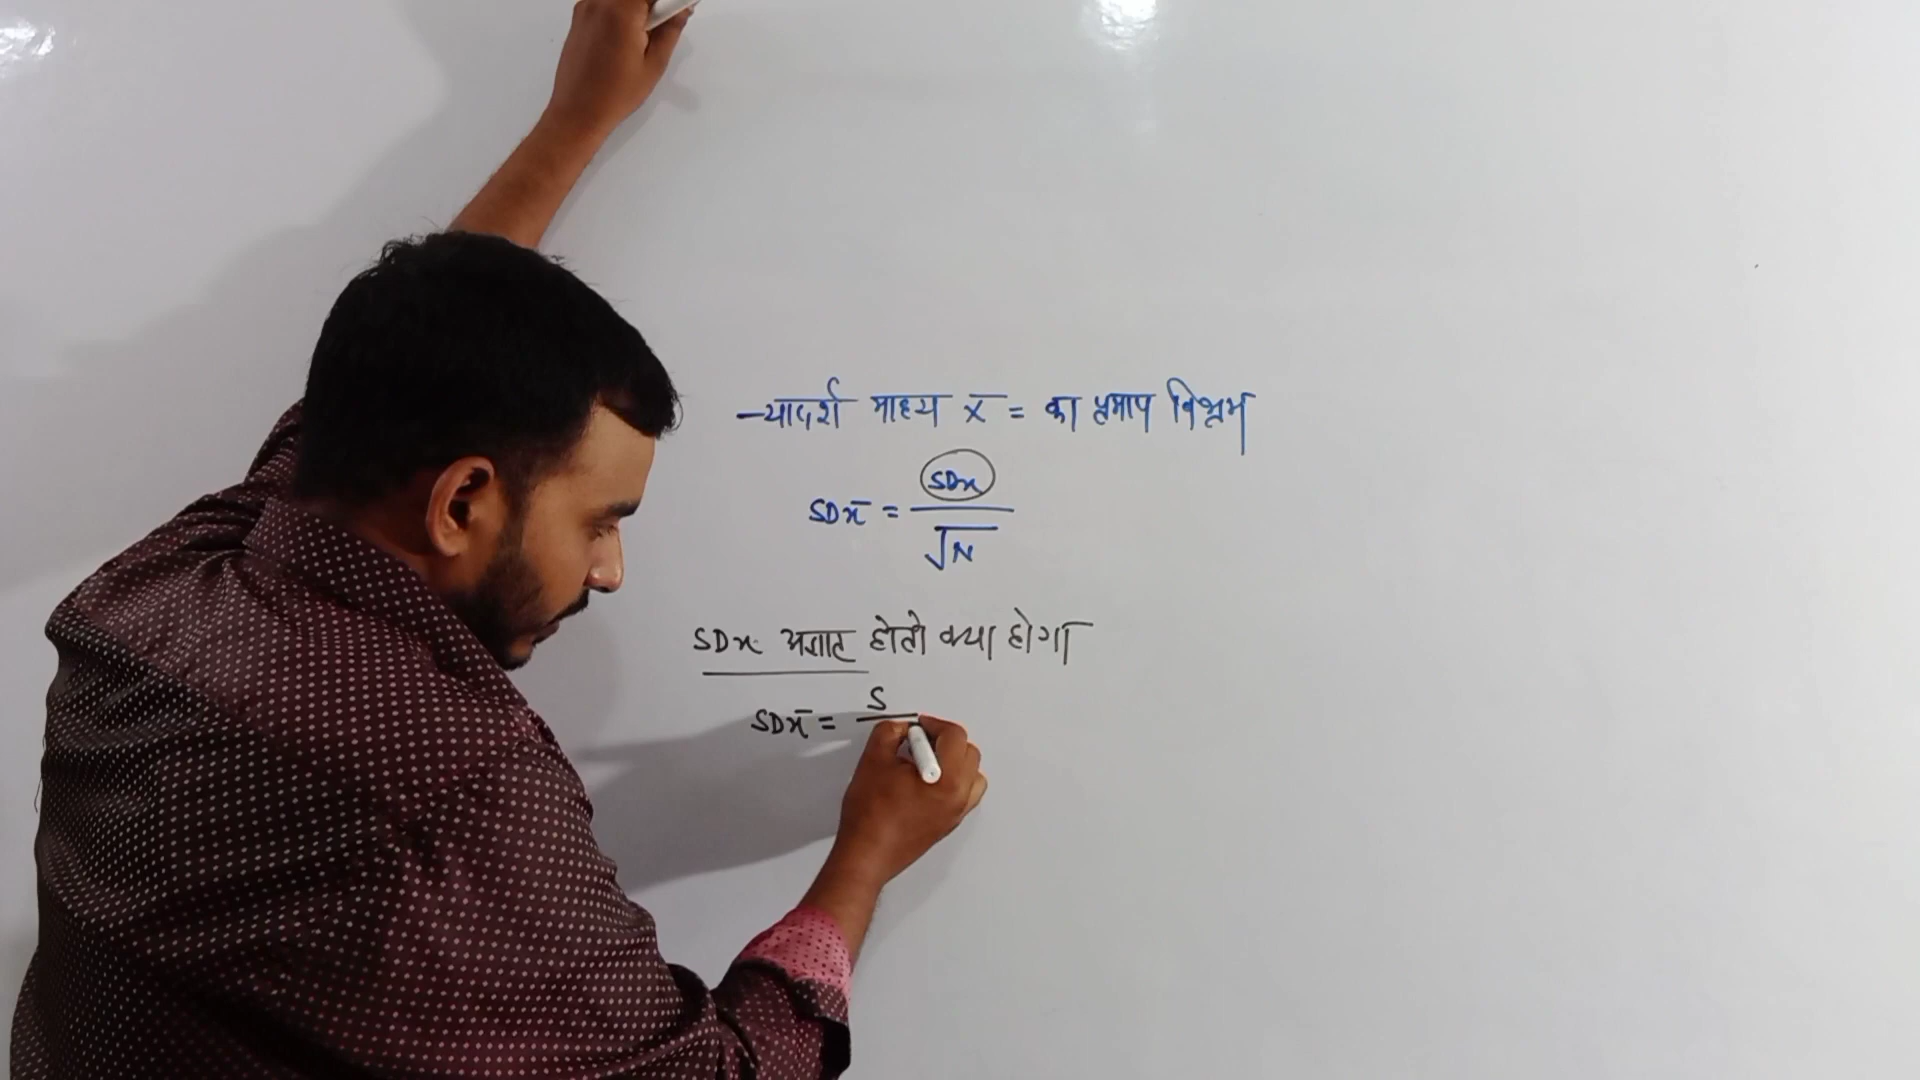 न्यादर्श माध्य x̄ = का प्रमाप विभ्रम
SDx̄ = SDx / √N
SDx अज्ञात होतो क्या होगा
SDx̄ = S